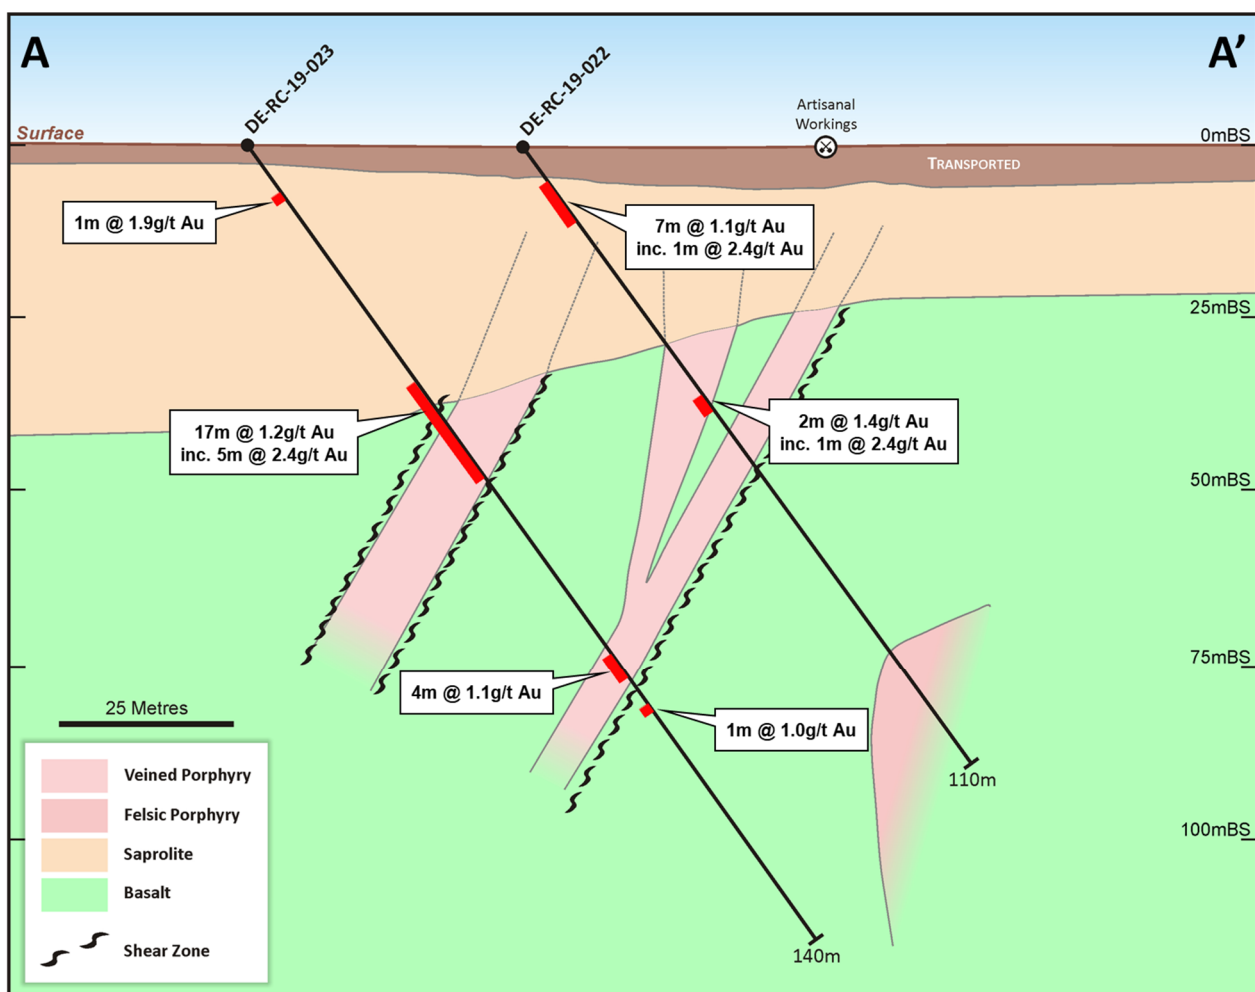 A
A’
DE-RC-19-023
DE-RC-19-022
Artisanal
Workings
Surface
0mBS
TRANSPORTED
1m @ 1.9g/t Au
7m @ 1.1g/t Au
inc. 1m @ 2.4g/t Au
25mBS
17m @ 1.2g/t Au
inc. 5m @ 2.4g/t Au
2m @ 1.4g/t Au
inc. 1m @ 2.4g/t Au
50mBS
75mBS
4m @ 1.1g/t Au
25 Metres
1m @ 1.0g/t Au
110m
Veined Porphyry
Felsic Porphyry
Saprolite
Basalt
Shear Zone
100mBS
140m